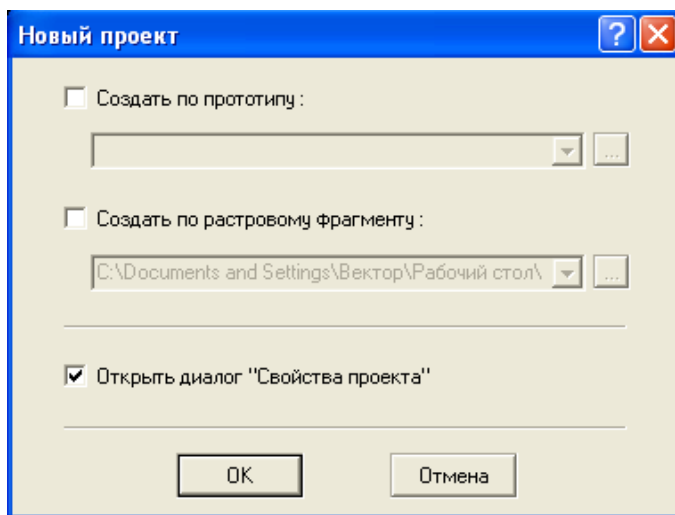 Новый проект
Создать по прототипу :
...
Создать по растровому фрагменту :
C:\Documents and Settings\Вектор\Рабочий стол\
...
Открыть диалог "Свойства проекта"
OK
Отмена